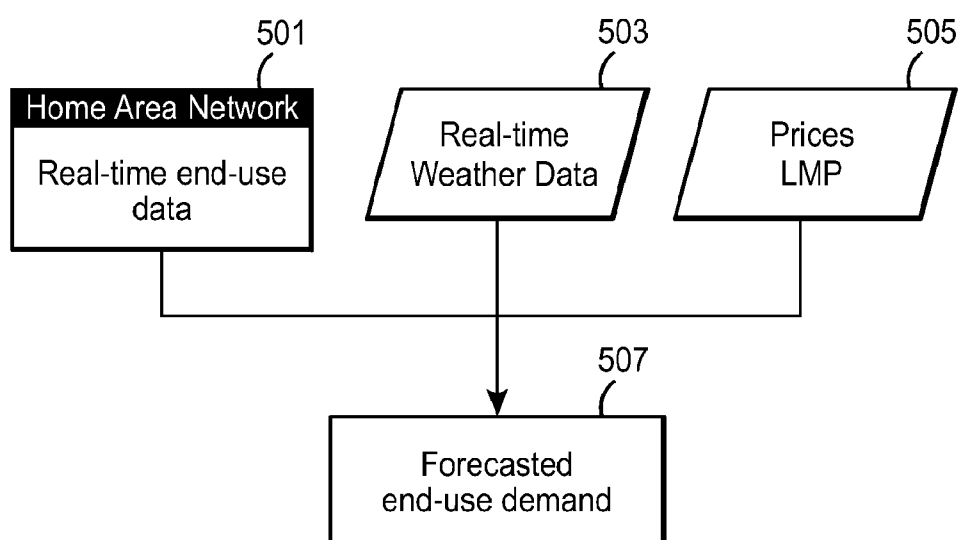 501
503
505
Home Area Network
Real-time end-use
data
Real-time
Weather Data
Prices
LMP
507
Forecasted
end-use demand